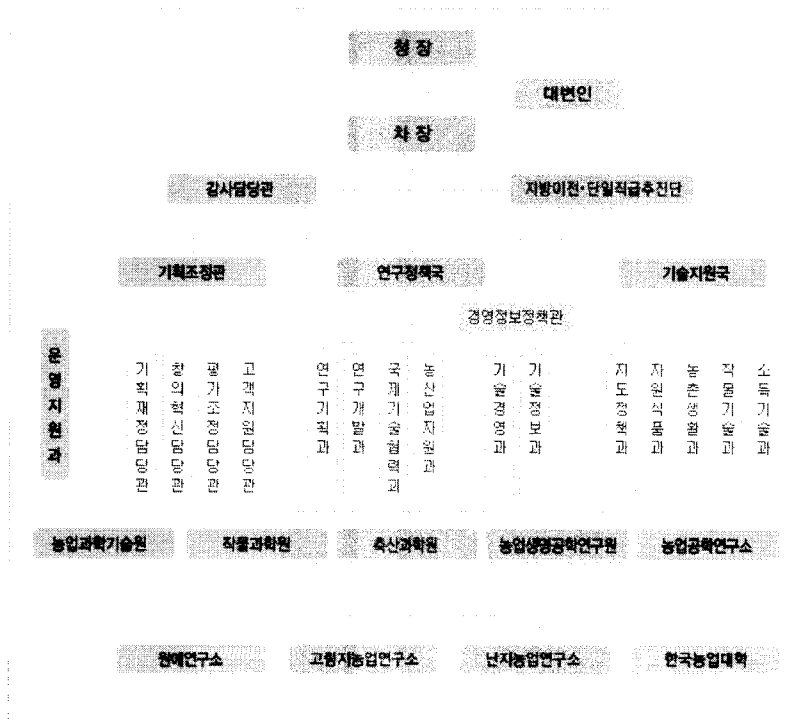 청 장
대변인
차 장
감사담당관
지방이전·단일직급추진단
기획조정관
연구정책국
기술지원국
경영정보정책관
운영지원과
기획재정담당관
창의혁신담당관
평가조정담당관
고객지원담당관
연구기획과
연구개발과
국제기술협력과
농산업지원과
기술경영과
기술정보과
지도정책과
자원식품과
농촌생활과
작물기술과
소득기술과
농업과학기술원
작물과학원
축산과학원
농업생명공학연구원
농업공학연구소
원예연구소
고령지농업연구소
난지농업연구소
한국농업대학